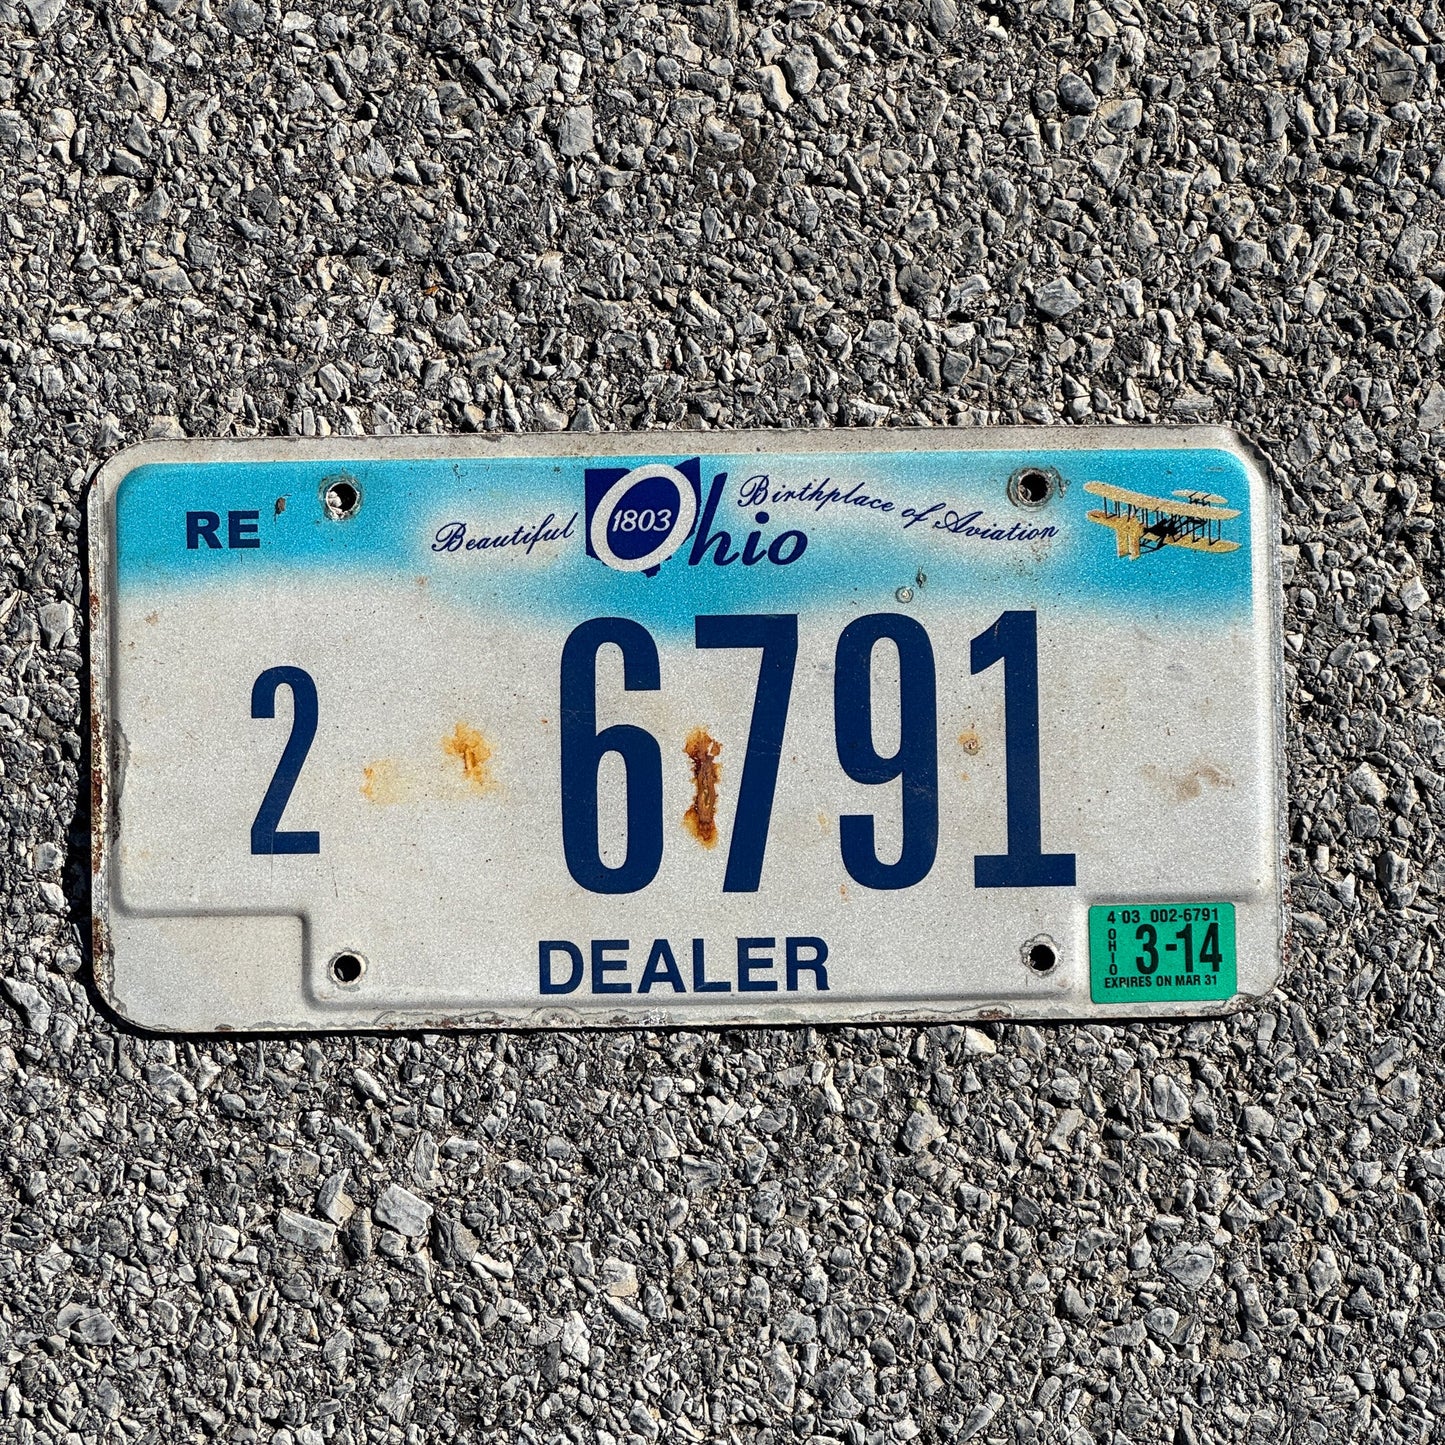 RE
Beautiful Ohio Birthplace of Aviation
1803
2 6791
DEALER
4 03 002-6791
OHIO
3-14
EXPIRES ON MAR 31